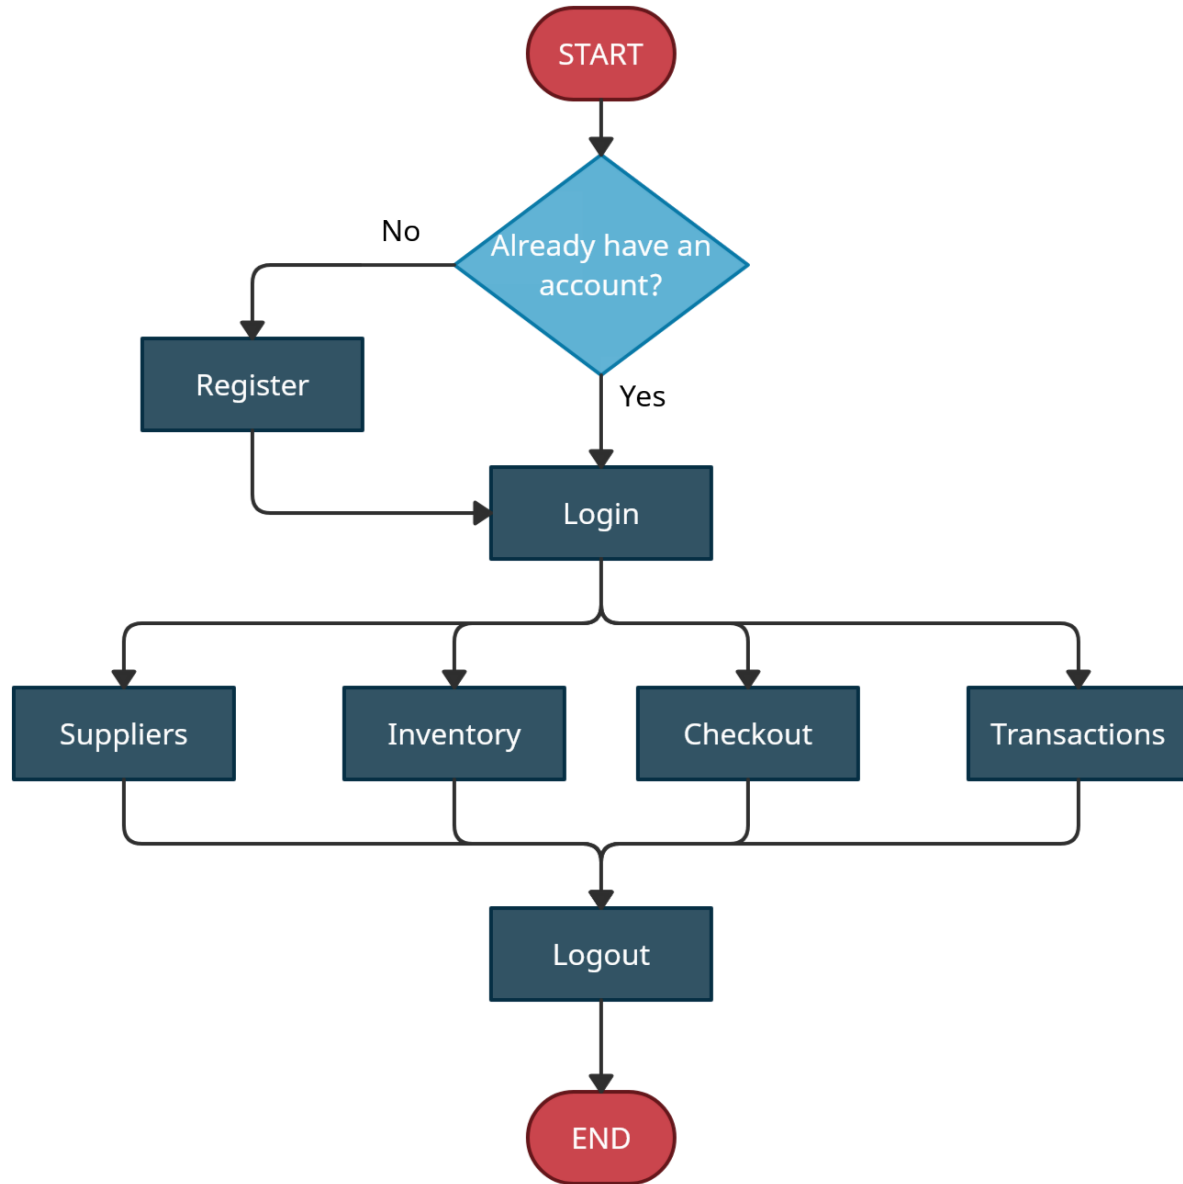 START
No
Already have an
account?
Register
Yes
Login
Suppliers
Inventory
Checkout
Transactions
Logout
END